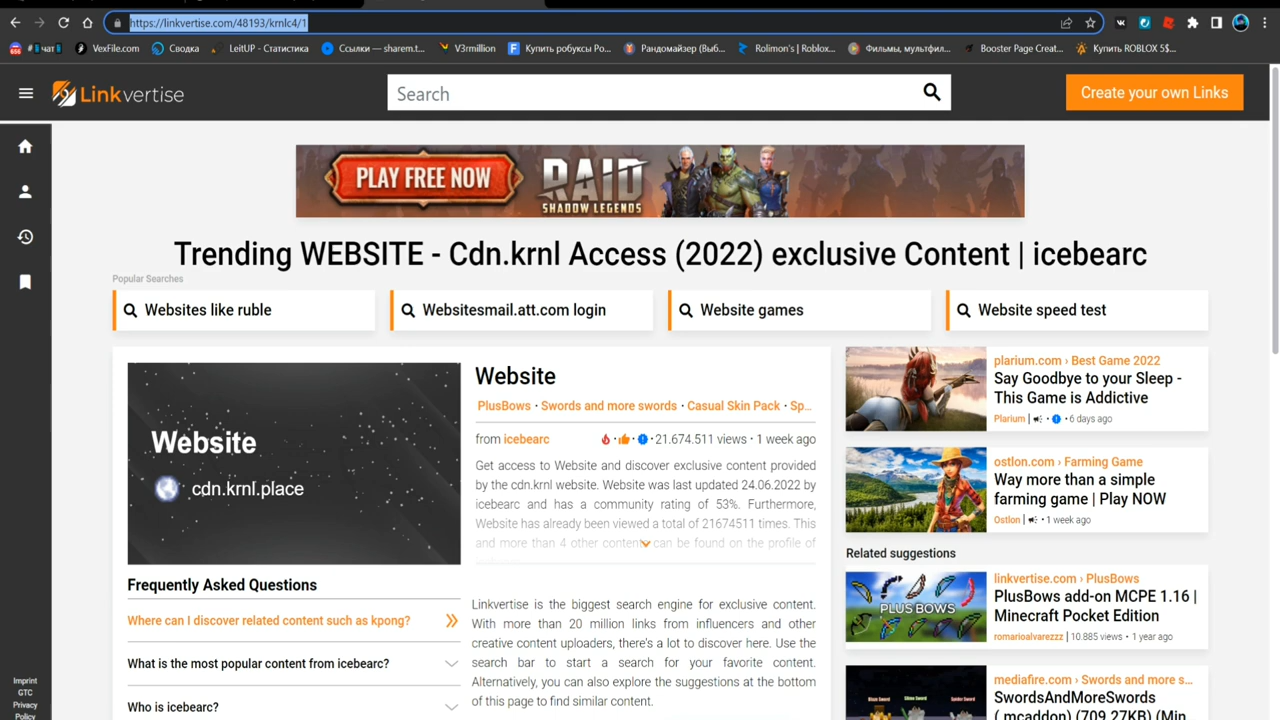 https://linkvertise.com/48193/krnlc4/1
#ิчатิ
VexFile.com
Сводка
LeitUP - Статистика
Ссылки — sharem.t...
V3rmillion
Купить робуксы Ро...
Рандомайзер (Выб...
Rolimon's | Roblox...
Фильмы, мультфил...
Booster Page Creat...
Купить ROBLOX 5$...
Linkvertise
Search
Create your own Links
PLAY FREE NOW
RAID
SHADOW LEGENDS
Trending WEBSITE - Cdn.krnl Access (2022) exclusive Content | icebearc
Popular Searches
Websites like ruble
Websitesmail.att.com login
Website games
Website speed test
Website
cdn.krnl.place
Website
PlusBows · Swords and more swords · Casual Skin Pack · Sp...
from icebearc
21.674.511 views · 1 week ago
Get access to Website and discover exclusive content provided
by the cdn.krnl website. Website was last updated 24.06.2022 by
icebearc and has a community rating of 53%. Furthermore,
Website has already been viewed a total of 21674511 times. This
and more than 4 other content can be found on the profile of
Frequently Asked Questions
Where can I discover related content such as kpong?
What is the most popular content from icebearc?
Who is icebearc?
Linkvertise is the biggest search engine for exclusive content.
With more than 20 million links from influencers and other
creative content uploaders, there's a lot to discover here. Use the
search bar to start a search for your favorite content.
Alternatively, you can also explore the suggestions at the bottom
of this page to find similar content.
plarium.com › Best Game 2022
Say Goodbye to your Sleep -
This Game is Addictive
Plarium | · · 6 days ago
ostlon.com › Farming Game
Way more than a simple
farming game | Play NOW
Ostlon | · 1 week ago
Related suggestions
PLUS BOWS
linkvertise.com › PlusBows
PlusBows add-on MCPE 1.16 |
Minecraft Pocket Edition
romarioalvarezzz | 10.885 views · 1 year ago
mediafire.com › Swords and more s...
SwordsAndMoreSwords
(.mcaddon) (709.27KB) (Min
Imprint
GTC
Privacy
Policy